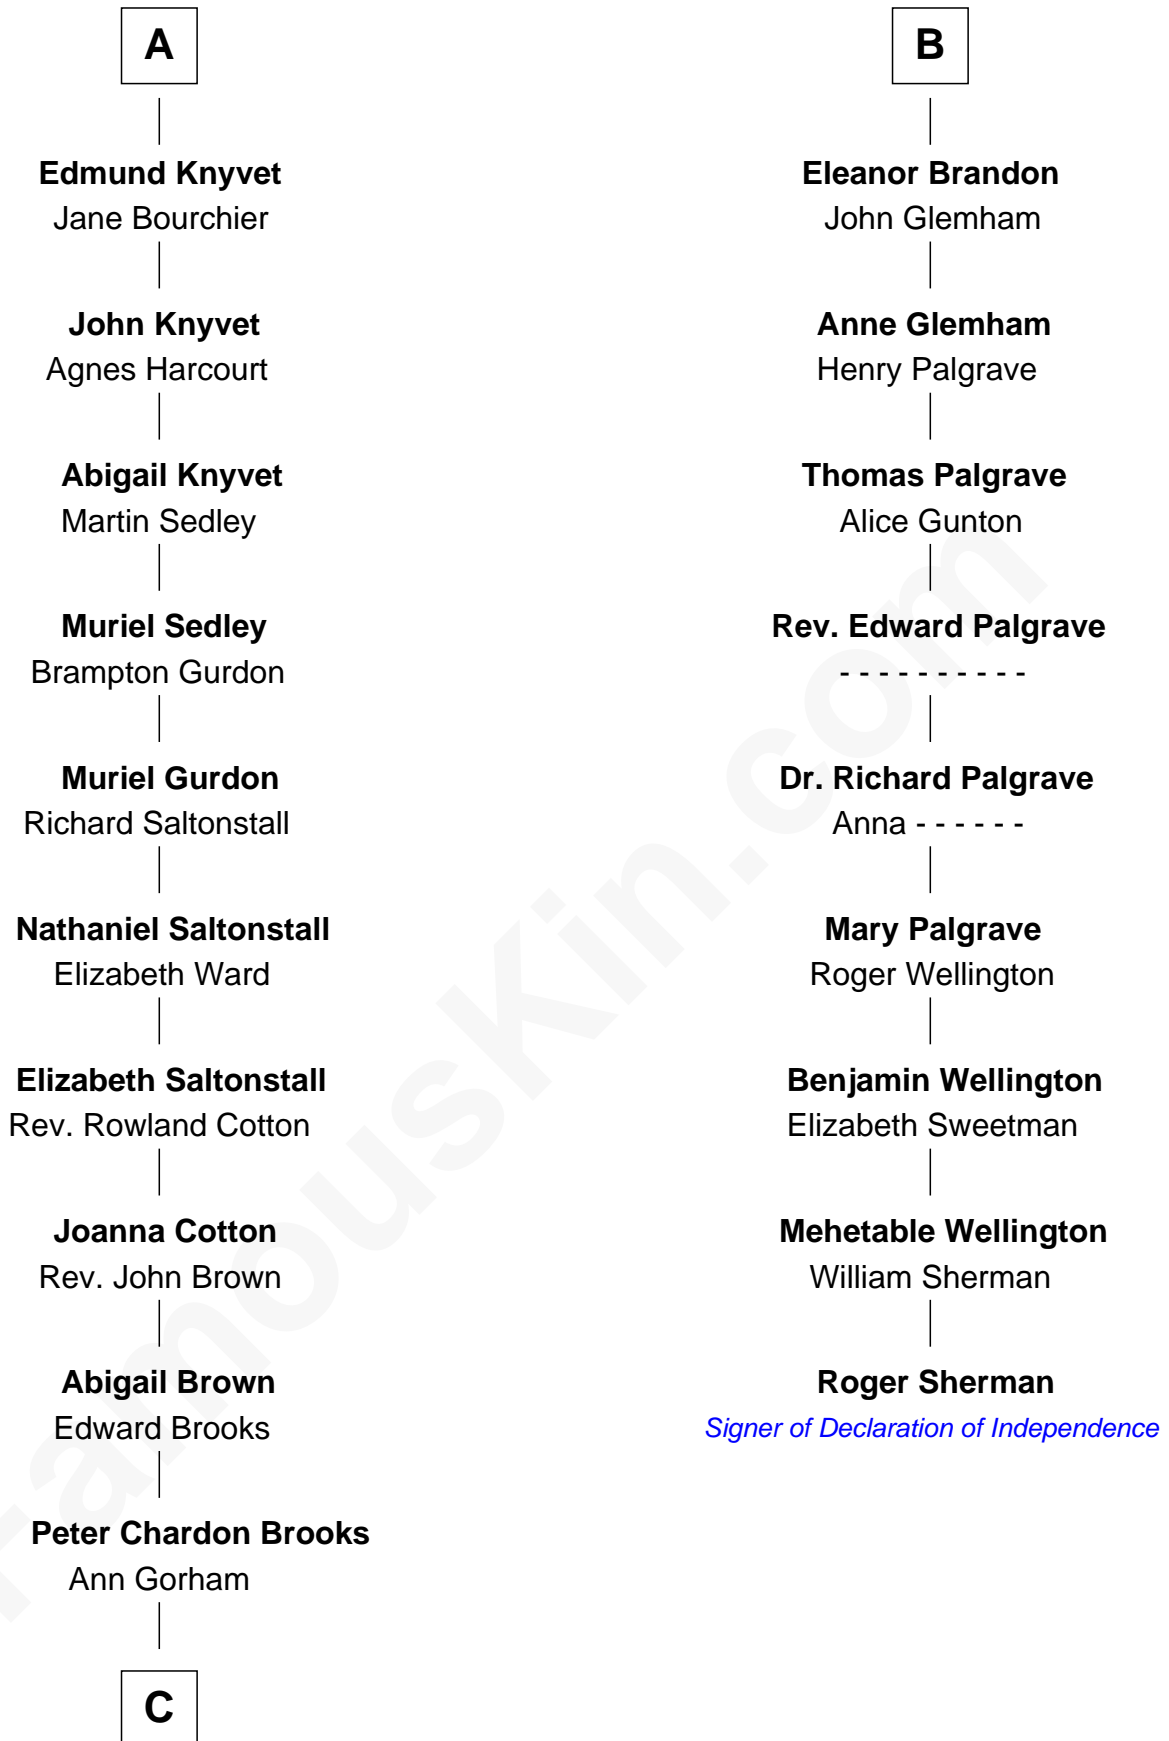 A
Edmund Knyvet
Jane Bourchier
John Knyvet
Agnes Harcourt
Abigail Knyvet
Martin Sedley
Muriel Sedley
Brampton Gurdon
Muriel Gurdon
Richard Saltonstall
Nathaniel Saltonstall
Elizabeth Ward
Elizabeth Saltonstall
Rev. Rowland Cotton
Joanna Cotton
Rev. John Brown
Abigail Brown
Edward Brooks
Peter Chardon Brooks
Ann Gorham
C
B
Eleanor Brandon
John Glemham
Anne Glemham
Henry Palgrave
Thomas Palgrave
Alice Gunton
Rev. Edward Palgrave
- - - - - - - - - -
Dr. Richard Palgrave
Anna - - - - - -
Mary Palgrave
Roger Wellington
Benjamin Wellington
Elizabeth Sweetman
Mehetable Wellington
William Sherman
Roger Sherman
Signer of Declaration of Independence
FamousKin.com